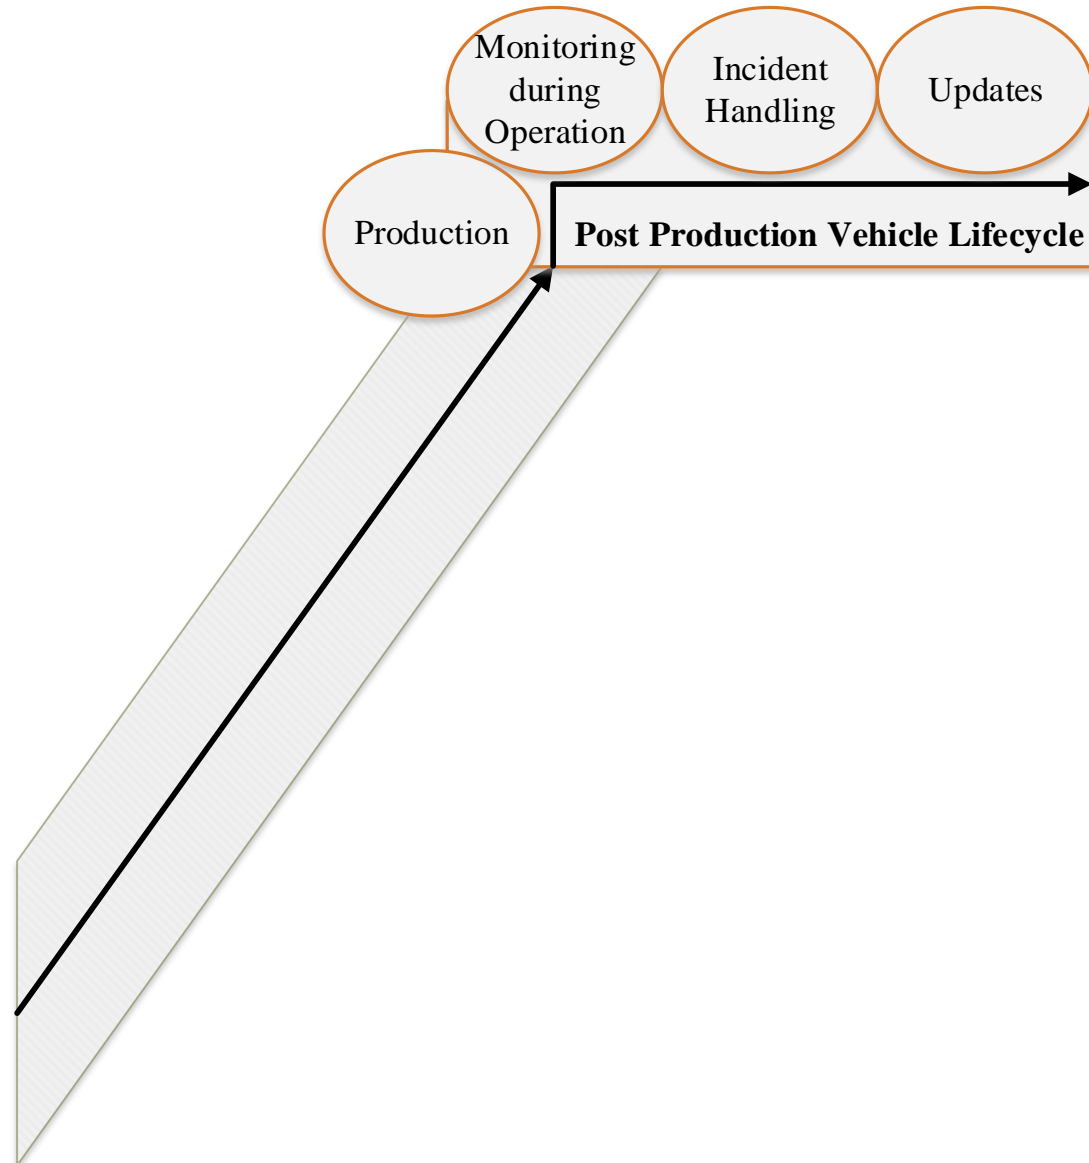 Monitoring
during
Operation
Incident
Handling
Updates
Production
Post Production Vehicle Lifecycle